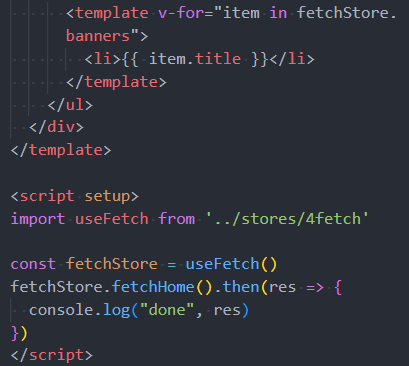 <template v-for="item in fetchStore.
banners">
<li>{{ item.title }}</li>
</template>
</ul>
</div>
</template>
<script setup>
import useFetch from '../stores/4fetch'
const fetchStore = useFetch()
fetchStore.fetchHome().then(res => {
console.log("done", res)
})
</script>